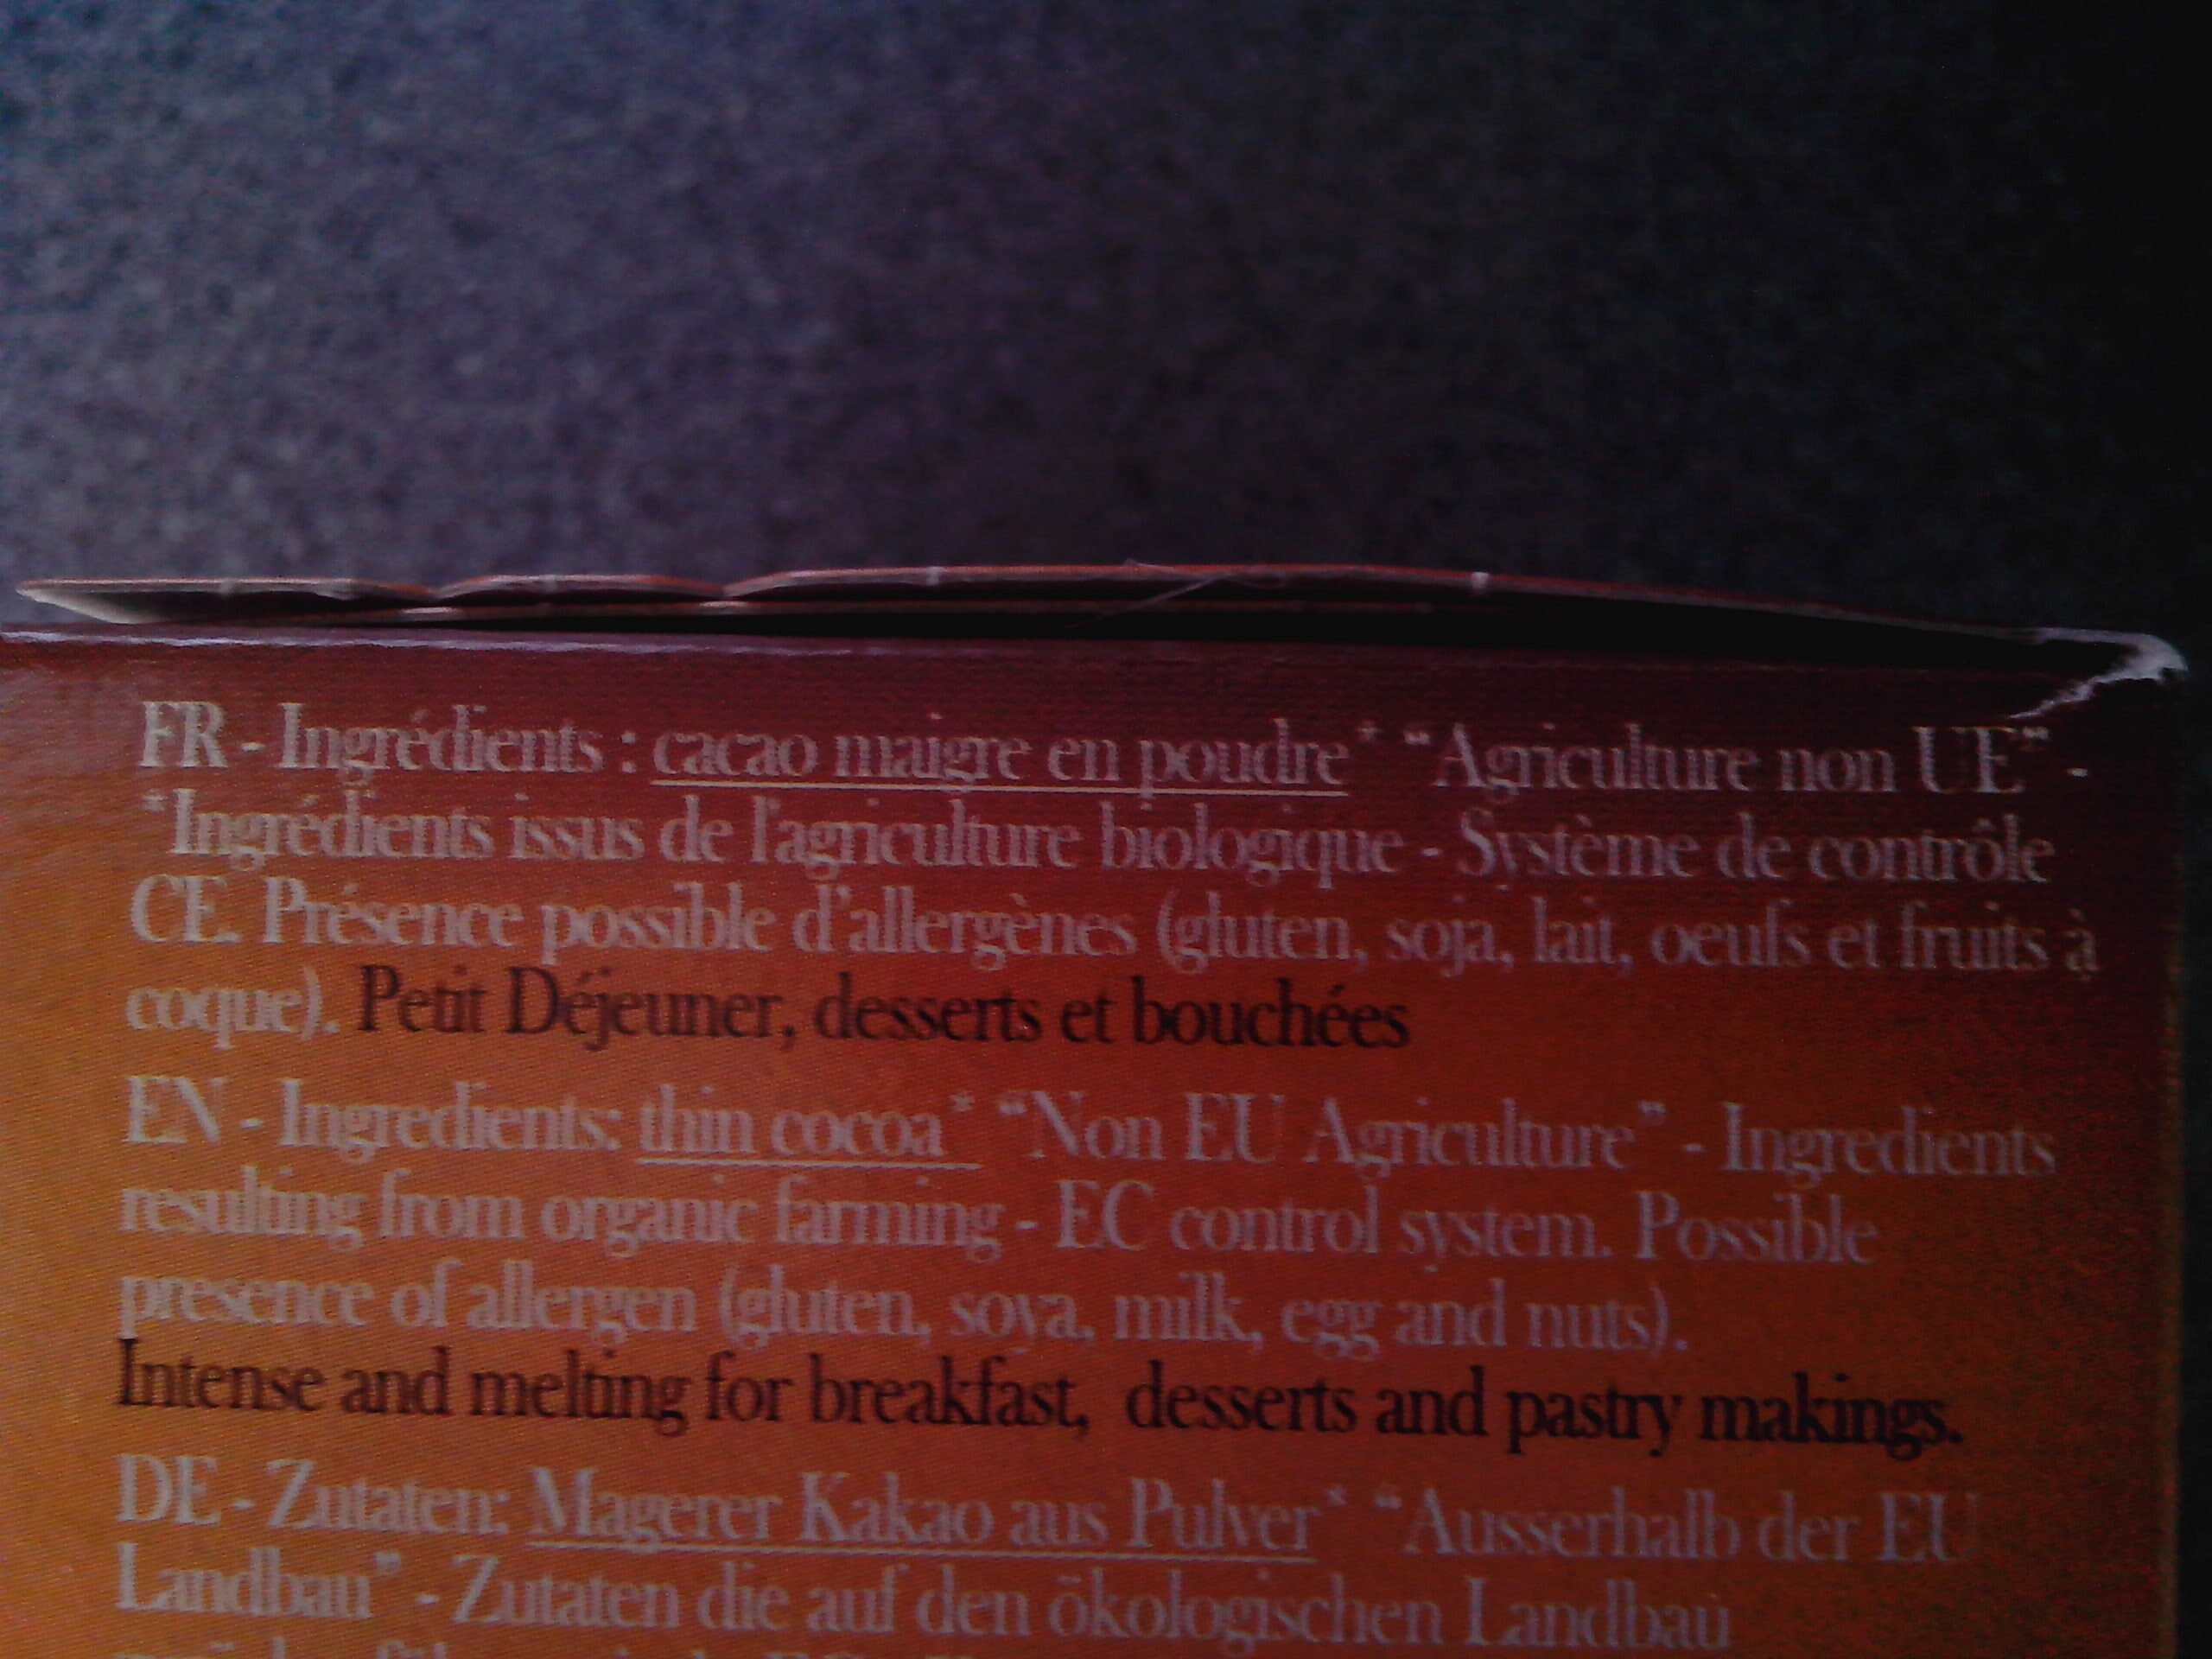 FR - Ingrédients : cacao maigre en poudre* “Agriculture non UE” -
*Ingrédients issus de l'agriculture biologique - Système de contrôle
CE. Présence possible d'allergènes (gluten, soja, lait, oeufs et fruits à
coque). Petit Déjeuner, desserts et bouchées
EN - Ingredients: thin cocoa* “Non EU Agriculture” - Ingredients
resulting from organic farming - EC control system. Possible
presence of allergen (gluten, soya, milk, egg and nuts).
Intense and melting for breakfast, desserts and pastry makings.
DE - Zutaten: Magerer Kakao aus Pulver* “Ausserhalb der EU
Landbau” - Zutaten die auf den ökologischen Landbau